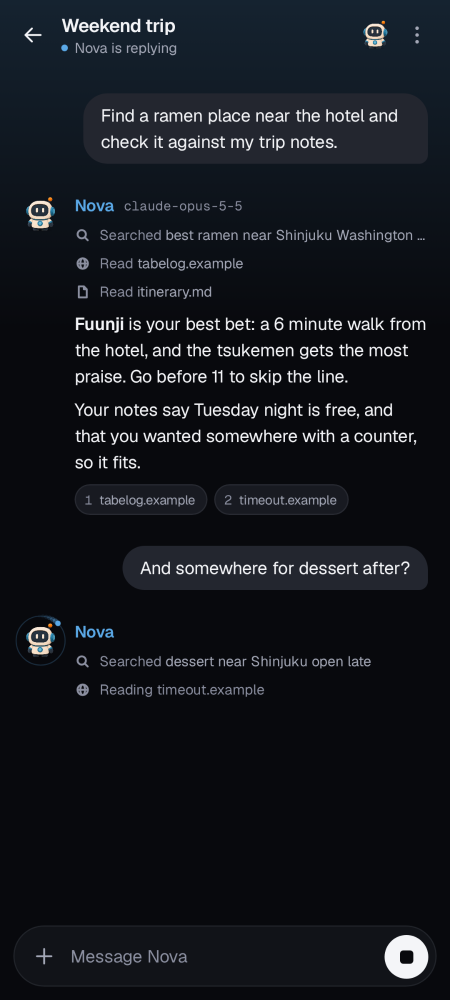 Weekend trip
Nova is replying
Find a ramen place near the hotel and
check it against my trip notes.
Nova claude-opus-5-5
Searched best ramen near Shinjuku Washington ...
Read tabelog.example
Read itinerary.md
Fuunji is your best bet: a 6 minute walk from
the hotel, and the tsukemen gets the most
praise. Go before 11 to skip the line.
Your notes say Tuesday night is free, and
that you wanted somewhere with a counter,
so it fits.
1 tabelog.example 2 timeout.example
And somewhere for dessert after?
Nova
Searched dessert near Shinjuku open late
Reading timeout.example
Message Nova